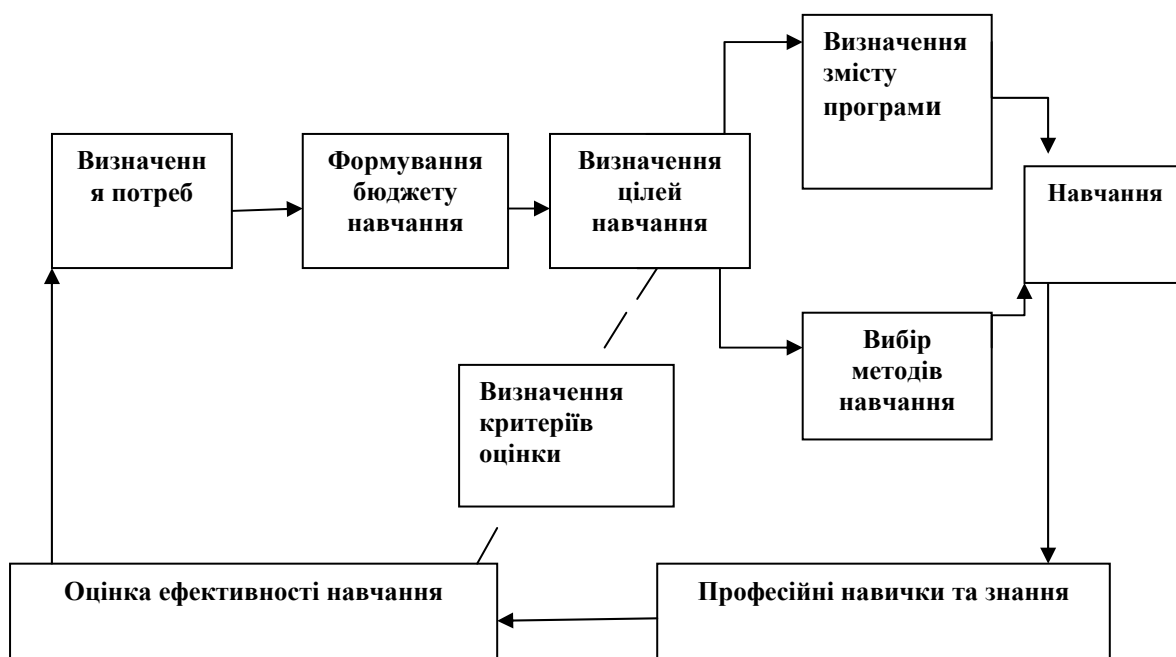 Визначення
змісту
програми
Визначенн
я потреб
Формування
бюджету
навчання
Визначення
цілей
навчання
Навчання
Вибір
методів
навчання
Визначення
критеріїв
оцінки
Оцінка ефективності навчання
Професійні навички та знання